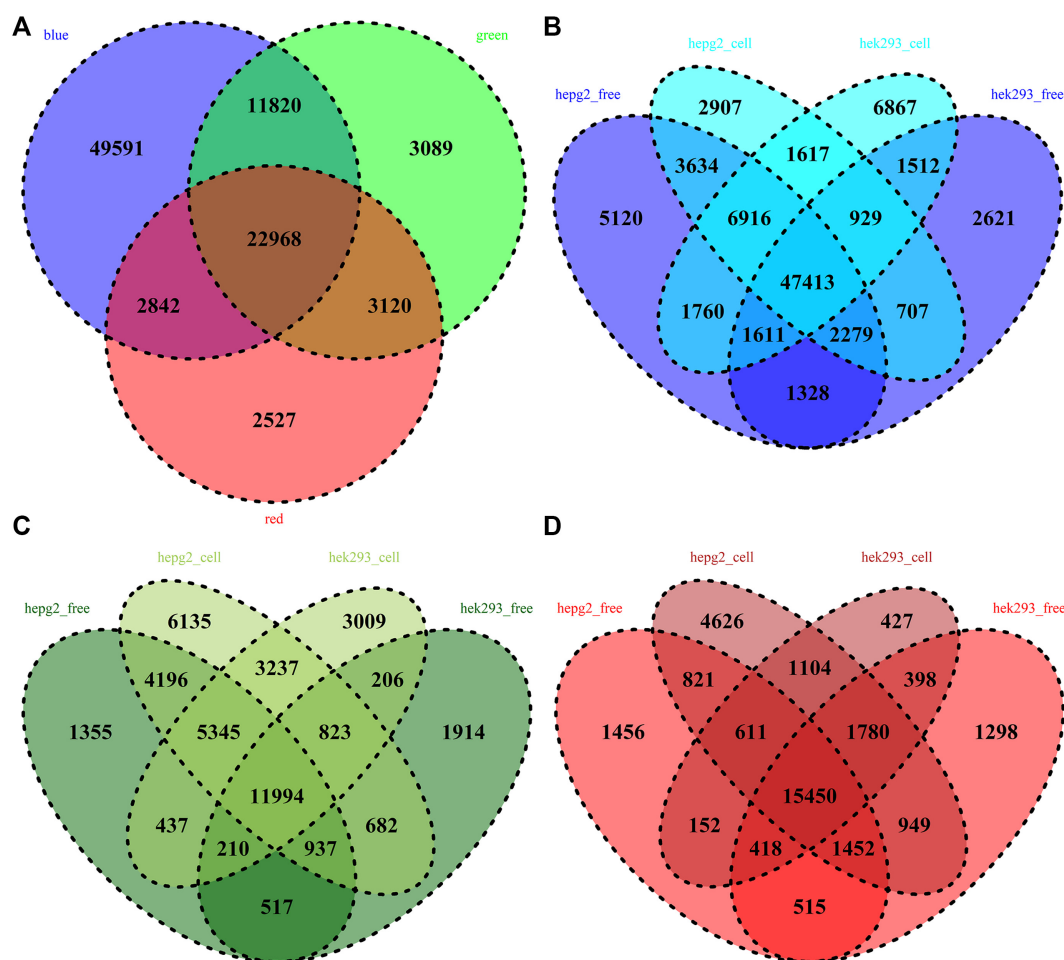 A
blue
green
11820
49591
3089
22968
2842
3120
2527
red
B
hepg2_cell
hek293_cell
hepg2_free
hek293_free
2907
6867
3634
1617
1512
5120
6916
929
2621
47413
1760
707
1611
2279
1328
C
hepg2_cell
hek293_cell
hepg2_free
hek293_free
6135
3009
4196
3237
206
1355
5345
823
1914
11994
437
682
210
937
517
D
hepg2_cell
hek293_cell
hepg2_free
hek293_free
4626
427
821
1104
398
1456
611
1780
1298
15450
152
949
418
1452
515